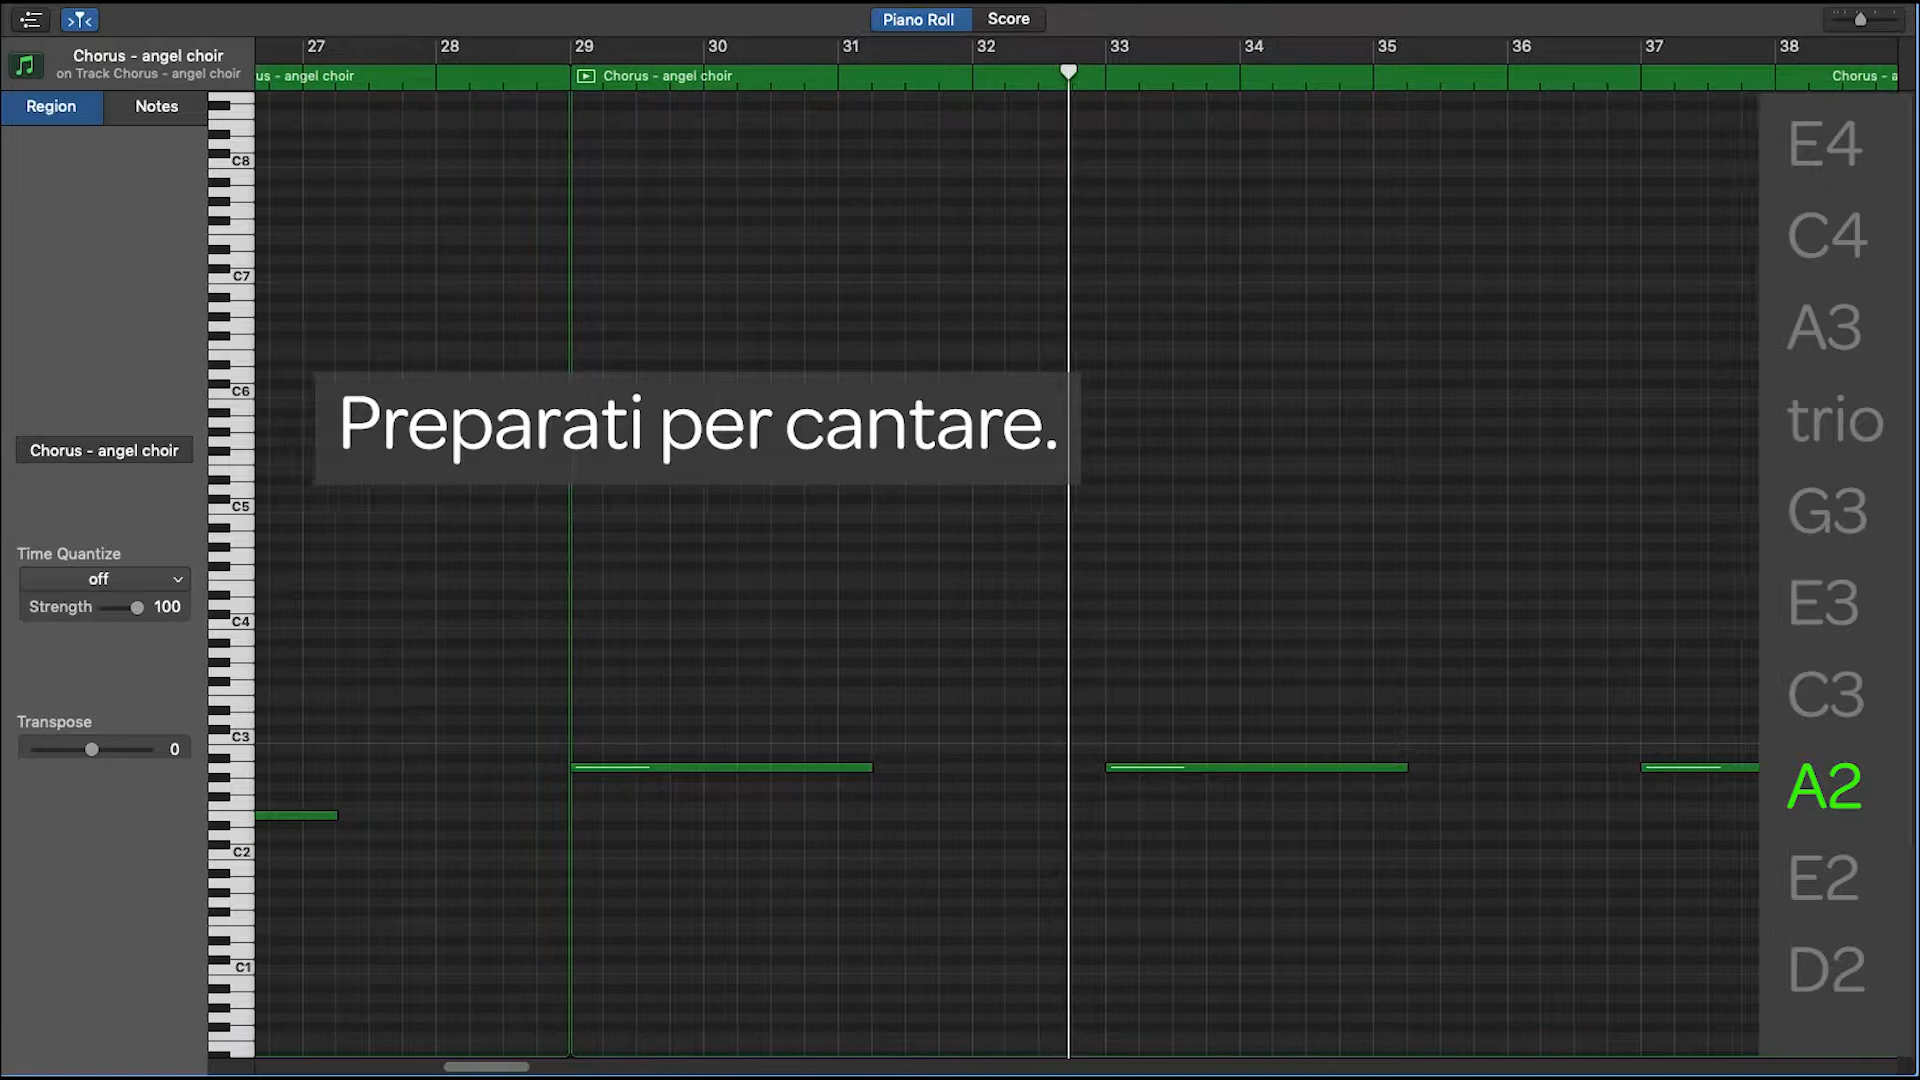 Piano Roll
Score
Chorus - angel choir
on Track Chorus - angel choir
27
28
29
30
31
32
33
34
35
36
37
38
us - angel choir
Chorus - angel choir
Chorus - a
Region
Notes
C8
C7
C6
C5
C4
C3
C2
C1
Chorus - angel choir
Time Quantize
off
Strength 100
Transpose
0
Preparati per cantare.
E4
C4
A3
trio
G3
E3
C3
A2
E2
D2